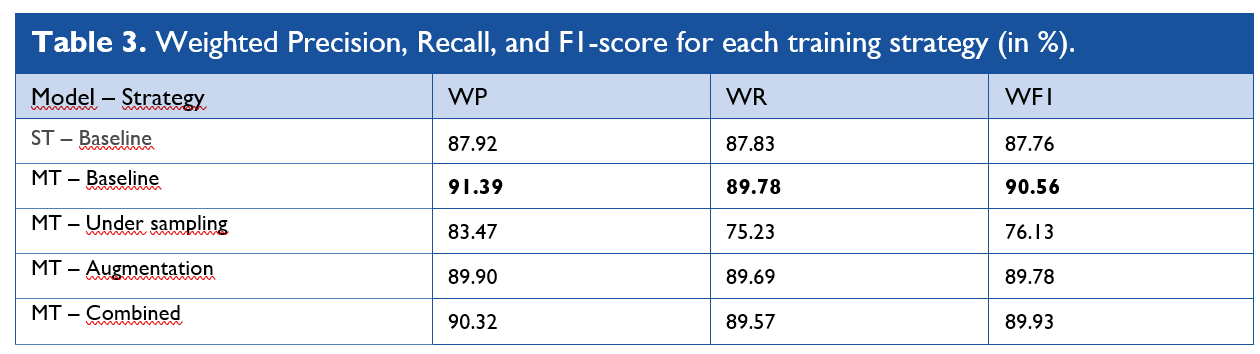 Table 3. Weighted Precision, Recall, and F1-score for each training strategy (in %).
Model – Strategy WP WR WF1
ST – Baseline 87.92 87.83 87.76
MT – Baseline 91.39 89.78 90.56
MT – Under sampling 83.47 75.23 76.13
MT – Augmentation 89.90 89.69 89.78
MT – Combined 90.32 89.57 89.93